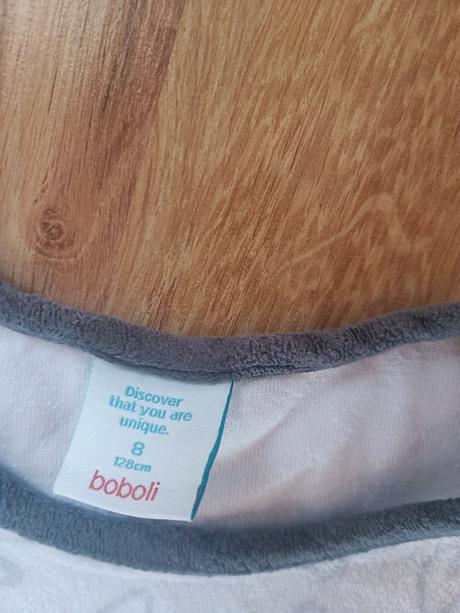 Discover
that you are
unique.
8
128cm
boboli